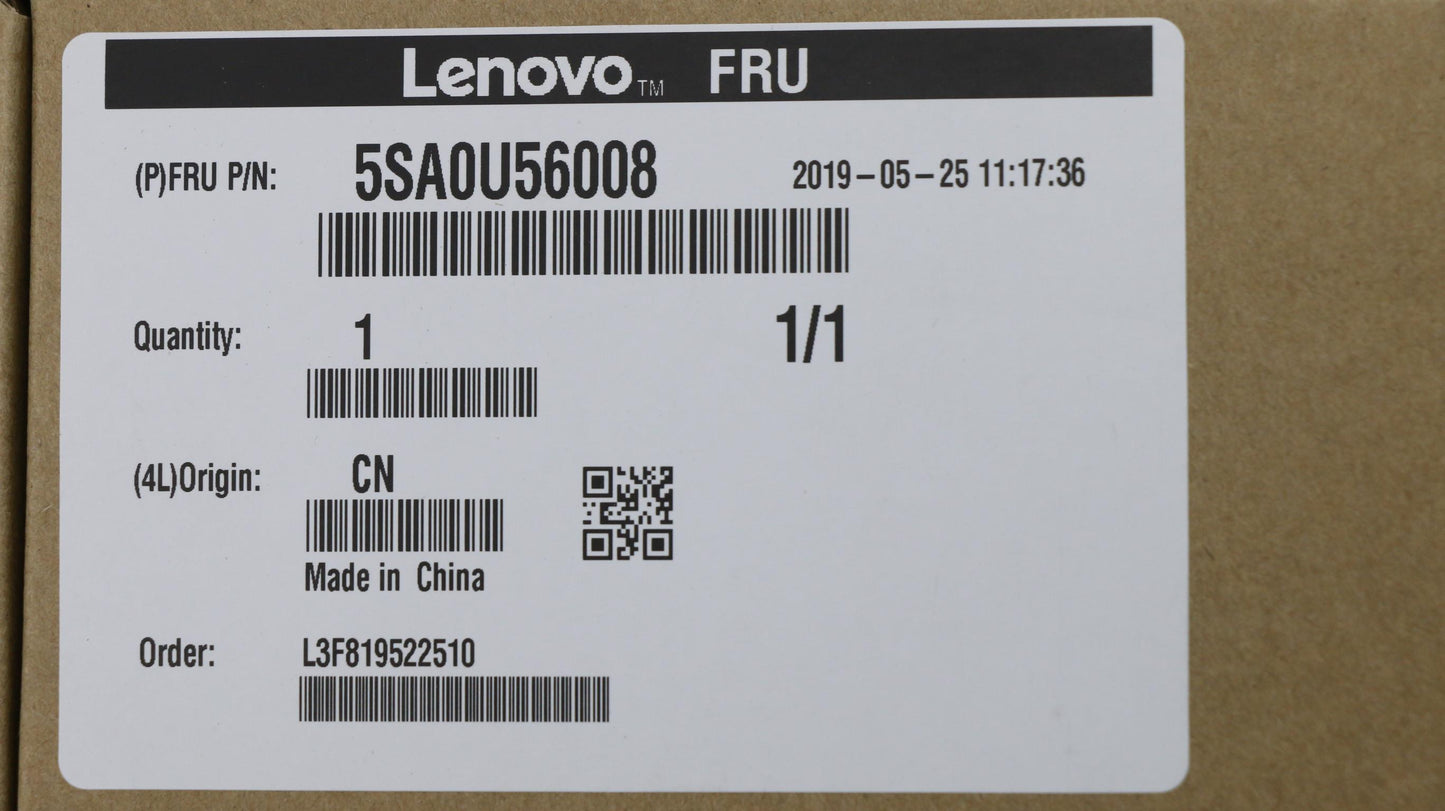 Lenovo™ FRU
(P)FRU P/N: 5SA0U56008 2019-05-25 11:17:36
Quantity: 1 1/1
(4L)Origin: CN
Made in China
Order: L3F819522510